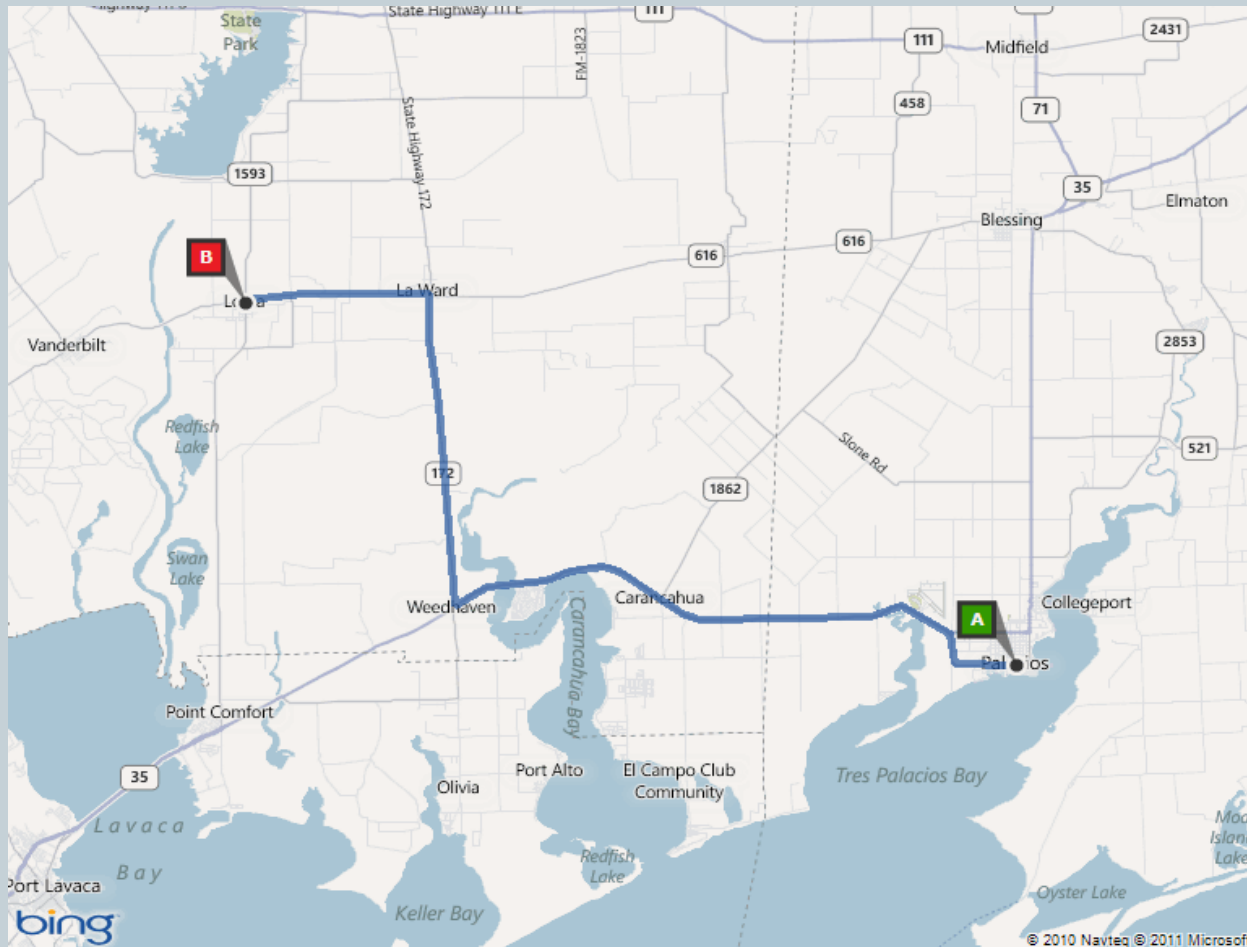 State Highway 111 E
111
State
Park
2431
111
Midfield
FM-1823
458
71
State Highway 172
1593
35
Elmaton
Blessing
616
616
B
La Ward
Vanderbilt
2853
Redfish
Lake
Slone Rd
521
172
1862
Swan
Lake
Weedhaven
Carancahua
Collegeport
A
Palacios
Carancahua Bay
Point Comfort
35
Port Alto
El Campo Club
Community
Olivia
Tres Palacios Bay
Lavaca
Bay
Redfish
Lake
Port Lavaca
Oyster Lake
Keller Bay
bing
© 2010 Navteq © 2011 Microsoft